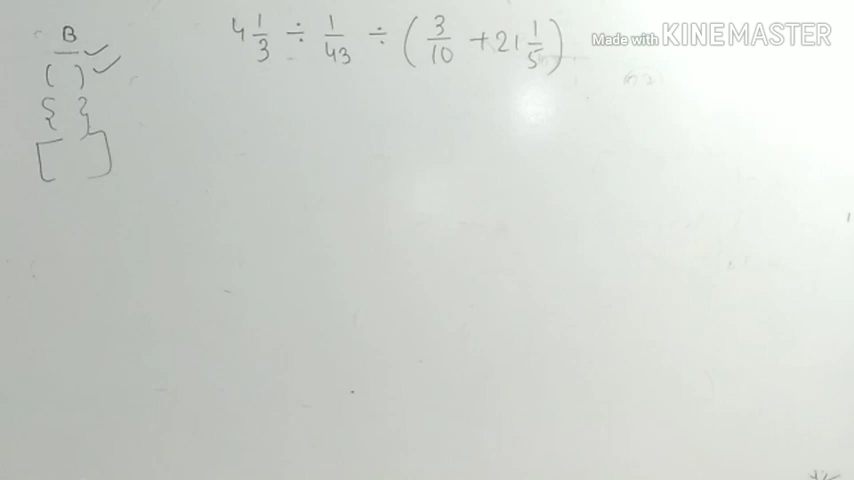 B
4 1/3 ÷ 1/43 ÷ ( 3/10 + 21 1/5 )
Made with KINEMASTER
( )
{ }
[ ]